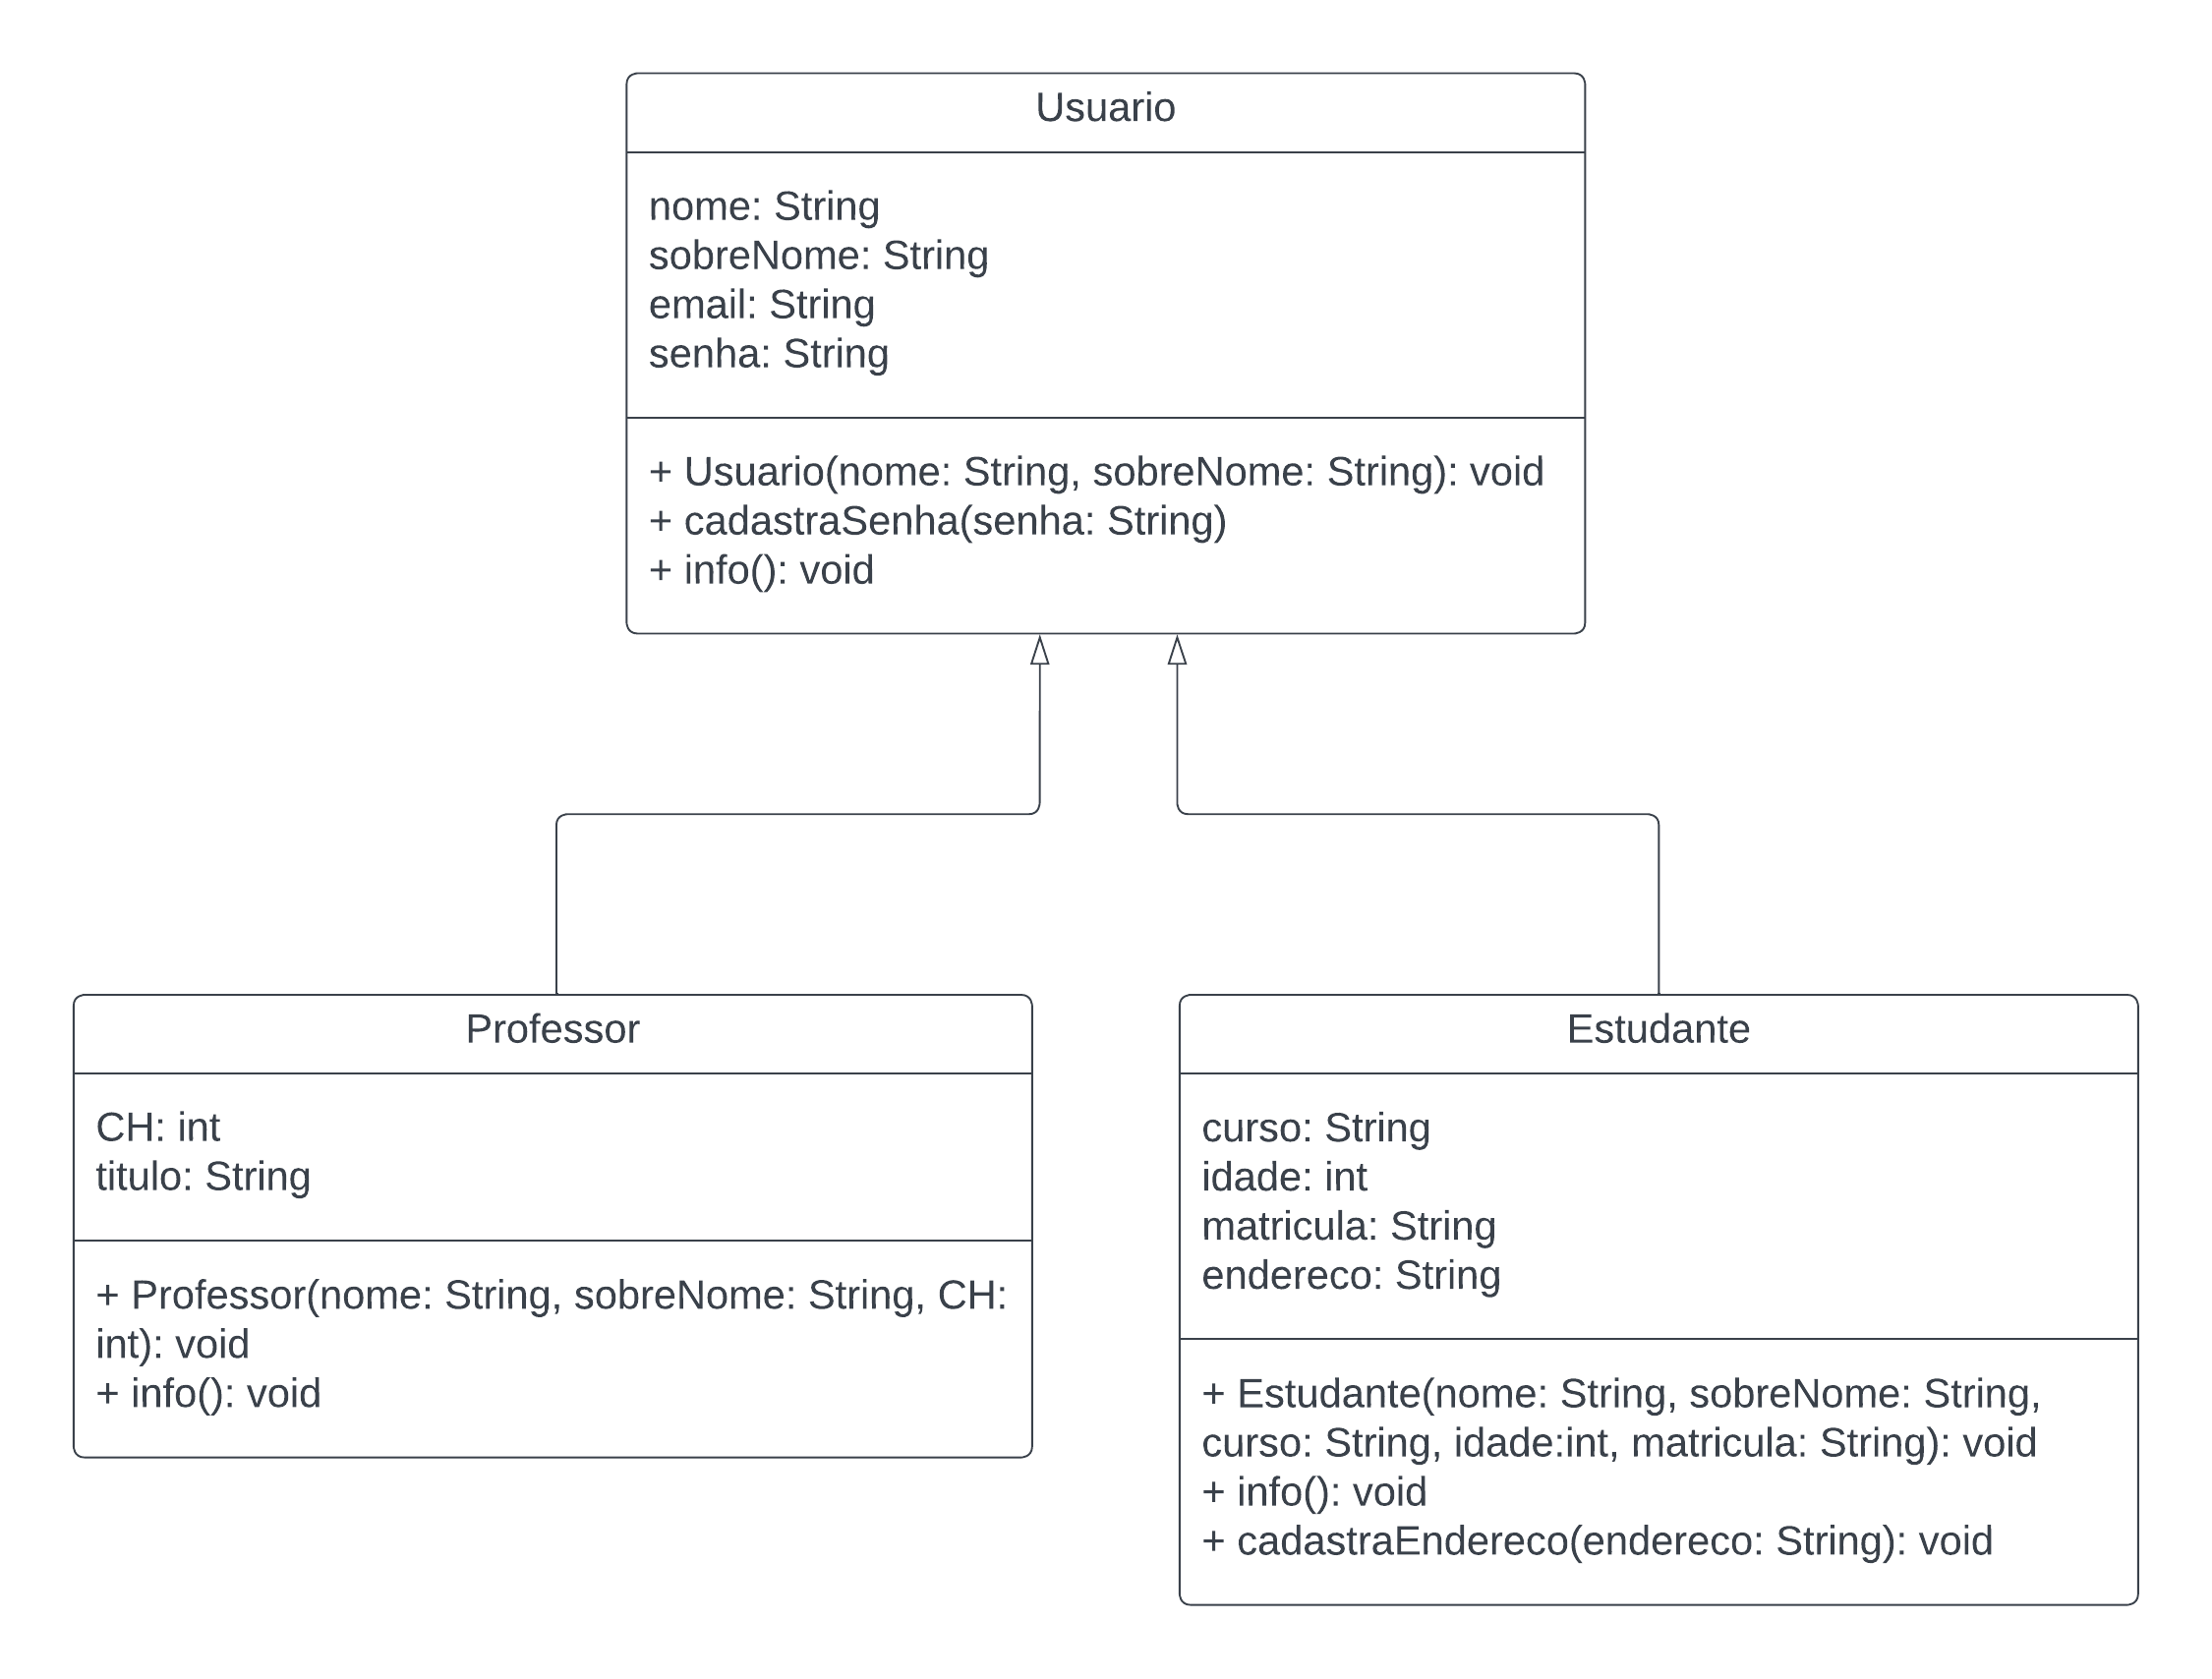 Usuario
nome: String
sobreNome: String
email: String
senha: String
+ Usuario(nome: String, sobreNome: String): void
+ cadastraSenha(senha: String)
+ info(): void
Professor
CH: int
titulo: String
+ Professor(nome: String, sobreNome: String, CH:
int): void
+ info(): void
Estudante
curso: String
idade: int
matricula: String
endereco: String
+ Estudante(nome: String, sobreNome: String,
curso: String, idade:int, matricula: String): void
+ info(): void
+ cadastraEndereco(endereco: String): void